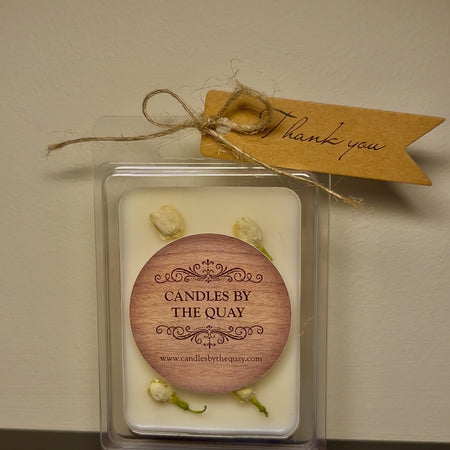 Thank you
CANDLES BY
THE QUAY
www.candlesbythequay.com